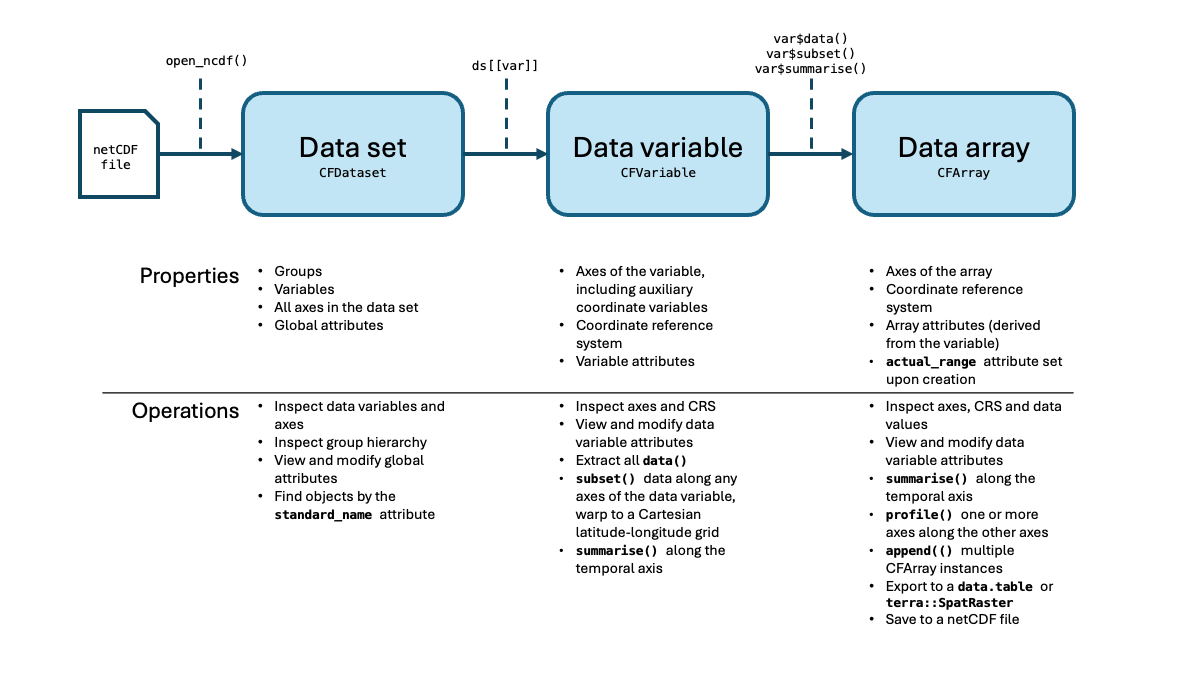 open_ncdf()
ds[[var]]
var$data()
var$subset()
var$summarise()
netCDF
file
Data set
CFDataset
Data variable
CFVariable
Data array
CFArray
Properties
• Groups
• Variables
• All axes in the data set
• Global attributes
• Axes of the variable,
including auxiliary
coordinate variables
• Coordinate reference
system
• Variable attributes
• Axes of the array
• Coordinate reference
system
• Array attributes (derived
from the variable)
• actual_range attribute set
upon creation
Operations
• Inspect data variables and
axes
• Inspect group hierarchy
• View and modify global
attributes
• Find objects by the
standard_name attribute
• Inspect axes and CRS
• View and modify data
variable attributes
• Extract all data()
• subset() data along any
axes of the data variable,
warp to a Cartesian
latitude-longitude grid
• summarise() along the
temporal axis
• Inspect axes, CRS and data
values
• View and modify data
variable attributes
• summarise() along the
temporal axis
• profile() one or more
axes along the other axes
• append(() multiple
CFArray instances
• Export to a data.table or
terra::SpatRaster
• Save to a netCDF file